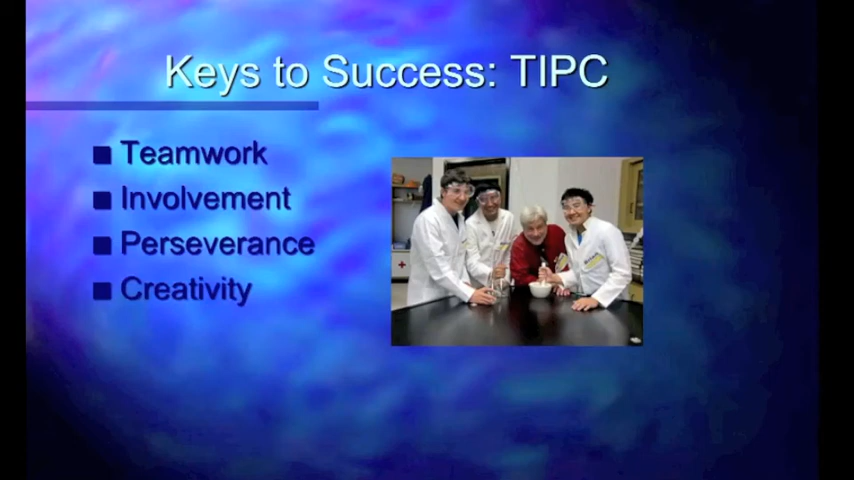 Keys to Success: TIPC
Teamwork
Involvement
Perseverance
Creativity